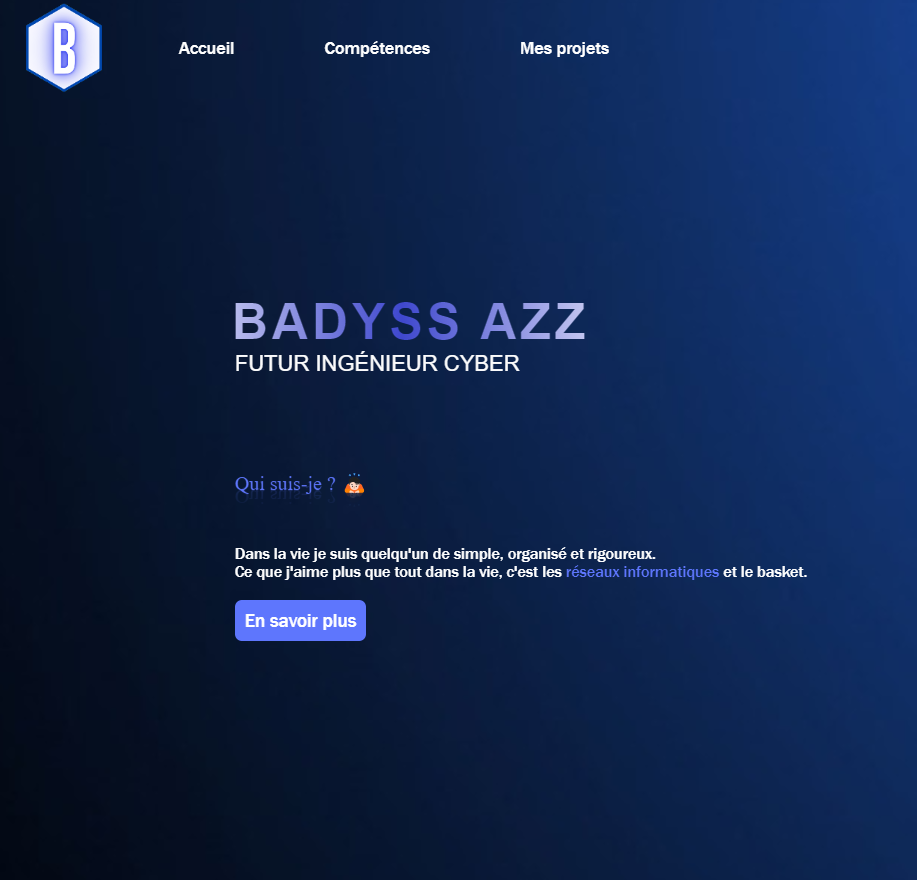 B
Accueil
Compétences
Mes projets
BADYSS AZZ
FUTUR INGÉNIEUR CYBER
Qui suis-je ?
Dans la vie je suis quelqu'un de simple, organisé et rigoureux.
Ce que j'aime plus que tout dans la vie, c'est les réseaux informatiques et le basket.
En savoir plus